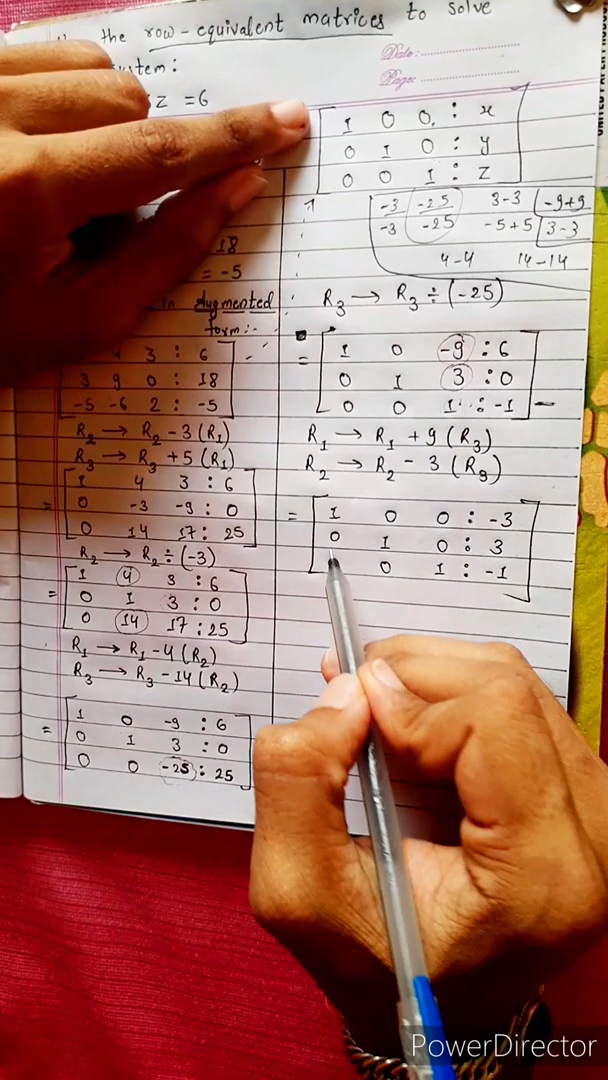 the row-equivalent matrices to solve
stem:
z = 6
18
= -5
in Augmented
form:-
4 3 : 6
3 9 0 : 18
-5 -6 2 : -5
R2 → R2 - 3 (R1)
R3 → R3 + 5 (R1)
1 4 3 : 6
= 0 -3 -9 : 0
0 14 17 : 25
R2 → R2 ÷ (-3)
1 4 3 : 6
= 0 1 3 : 0
0 14 17 : 25
R1 → R1 - 4 (R2)
R3 → R3 - 14 (R2)
1 0 -9 : 6
= 0 1 3 : 0
0 0 -25 : 25
Date:
Page:
1 0 0 : x
0 1 0 : y
0 0 1 : z
-3 -25 3-3 -9+9
-3 -25 -5+5 3-3
4-4 14-14
R3 → R3 ÷ (-25)
1 0 -9 : 6
= 0 1 3 : 0
0 0 1 : -1
R1 → R1 + 9 (R3)
R2 → R2 - 3 (R3)
= 1 0 0 : -3
0 1 0 : 3
0 1 : -1
PowerDirector